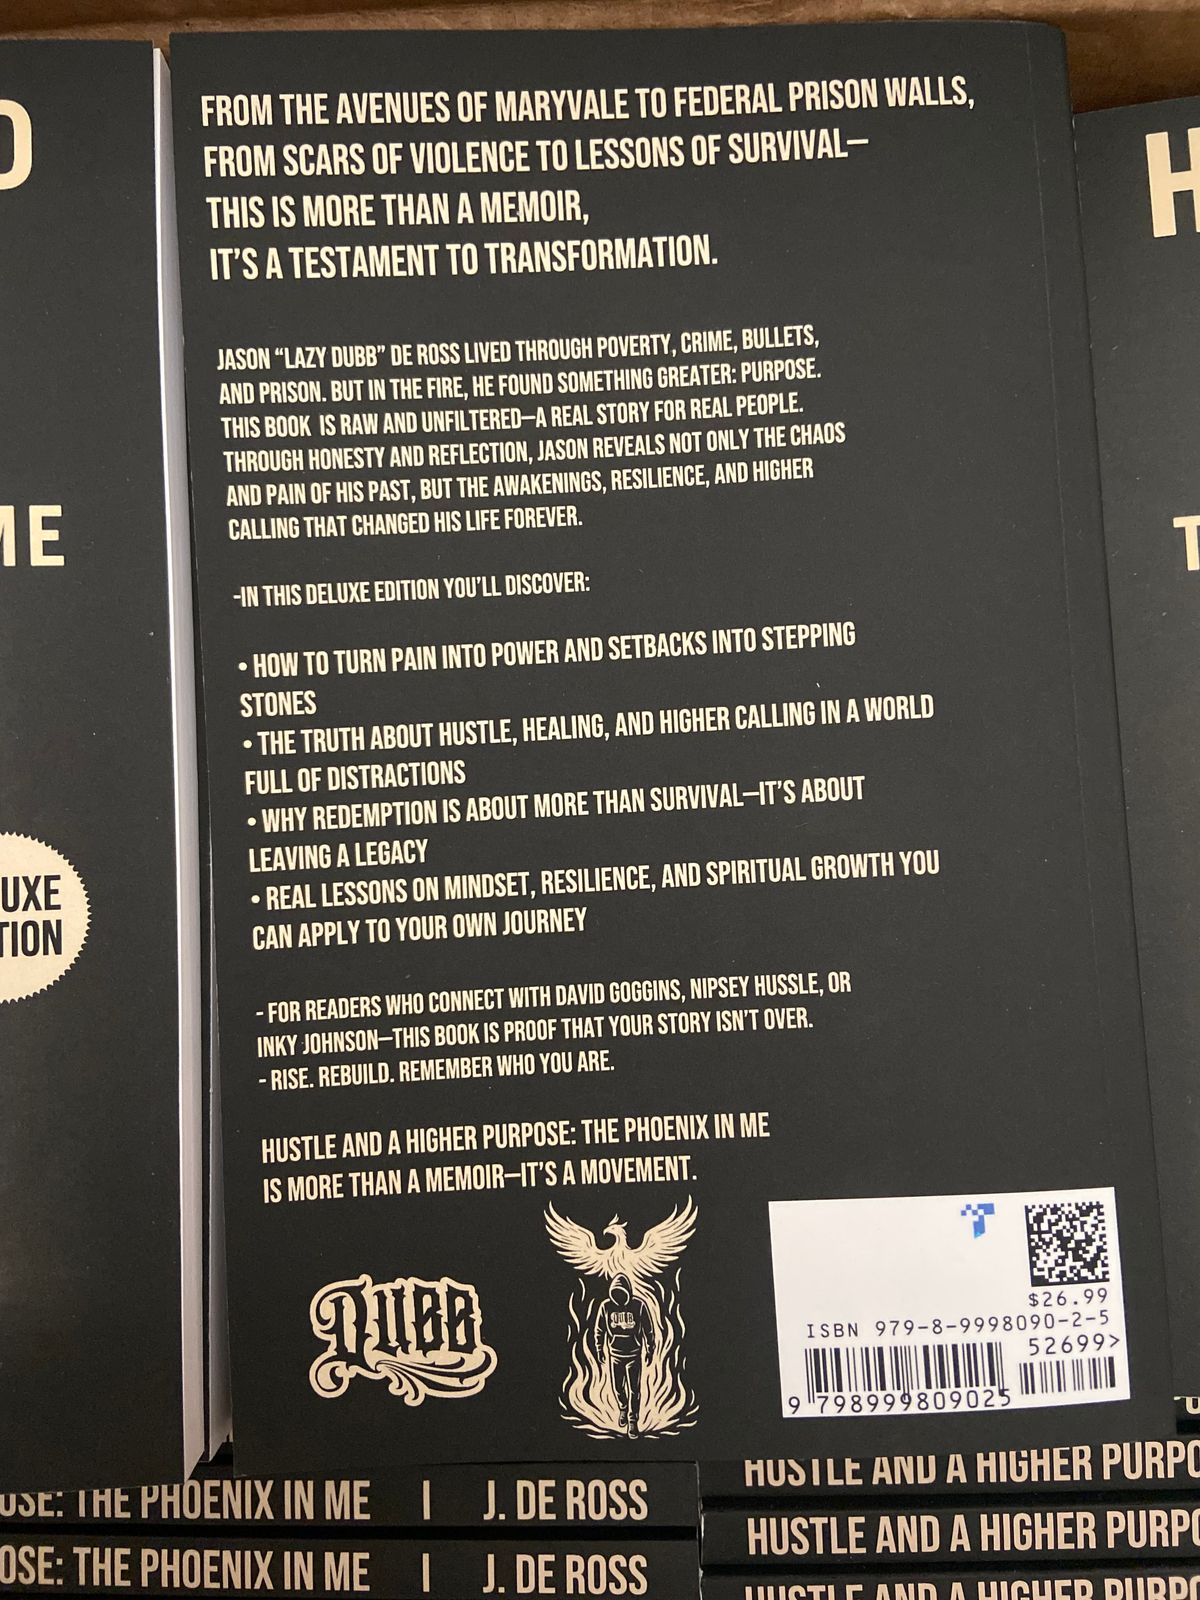 FROM THE AVENUES OF MARYVALE TO FEDERAL PRISON WALLS,
FROM SCARS OF VIOLENCE TO LESSONS OF SURVIVAL—
THIS IS MORE THAN A MEMOIR,
IT'S A TESTAMENT TO TRANSFORMATION.
JASON “LAZY DUBB” DE ROSS LIVED THROUGH POVERTY, CRIME, BULLETS,
AND PRISON. BUT IN THE FIRE, HE FOUND SOMETHING GREATER: PURPOSE.
THIS BOOK IS RAW AND UNFILTERED—A REAL STORY FOR REAL PEOPLE.
THROUGH HONESTY AND REFLECTION, JASON REVEALS NOT ONLY THE CHAOS
AND PAIN OF HIS PAST, BUT THE AWAKENINGS, RESILIENCE, AND HIGHER
CALLING THAT CHANGED HIS LIFE FOREVER.
-IN THIS DELUXE EDITION YOU'LL DISCOVER:
• HOW TO TURN PAIN INTO POWER AND SETBACKS INTO STEPPING
STONES
• THE TRUTH ABOUT HUSTLE, HEALING, AND HIGHER CALLING IN A WORLD
FULL OF DISTRACTIONS
• WHY REDEMPTION IS ABOUT MORE THAN SURVIVAL—IT'S ABOUT
LEAVING A LEGACY
• REAL LESSONS ON MINDSET, RESILIENCE, AND SPIRITUAL GROWTH YOU
CAN APPLY TO YOUR OWN JOURNEY
- FOR READERS WHO CONNECT WITH DAVID GOGGINS, NIPSEY HUSSLE, OR
INKY JOHNSON—THIS BOOK IS PROOF THAT YOUR STORY ISN'T OVER.
- RISE. REBUILD. REMEMBER WHO YOU ARE.
HUSTLE AND A HIGHER PURPOSE: THE PHOENIX IN ME
IS MORE THAN A MEMOIR—IT'S A MOVEMENT.
DUBB
DUBB
$26.99
ISBN 979-8-9998090-2-5
52699>
9 798999809025
D
ME
UXE
TION
H
T
OSE: THE PHOENIX IN ME | J. DE ROSS
OSE: THE PHOENIX IN ME | J. DE ROSS
HUSTLE AND A HIGHER PURPO
HUSTLE AND A HIGHER PURPO
HUSTLE AND A HIGHER PURPO